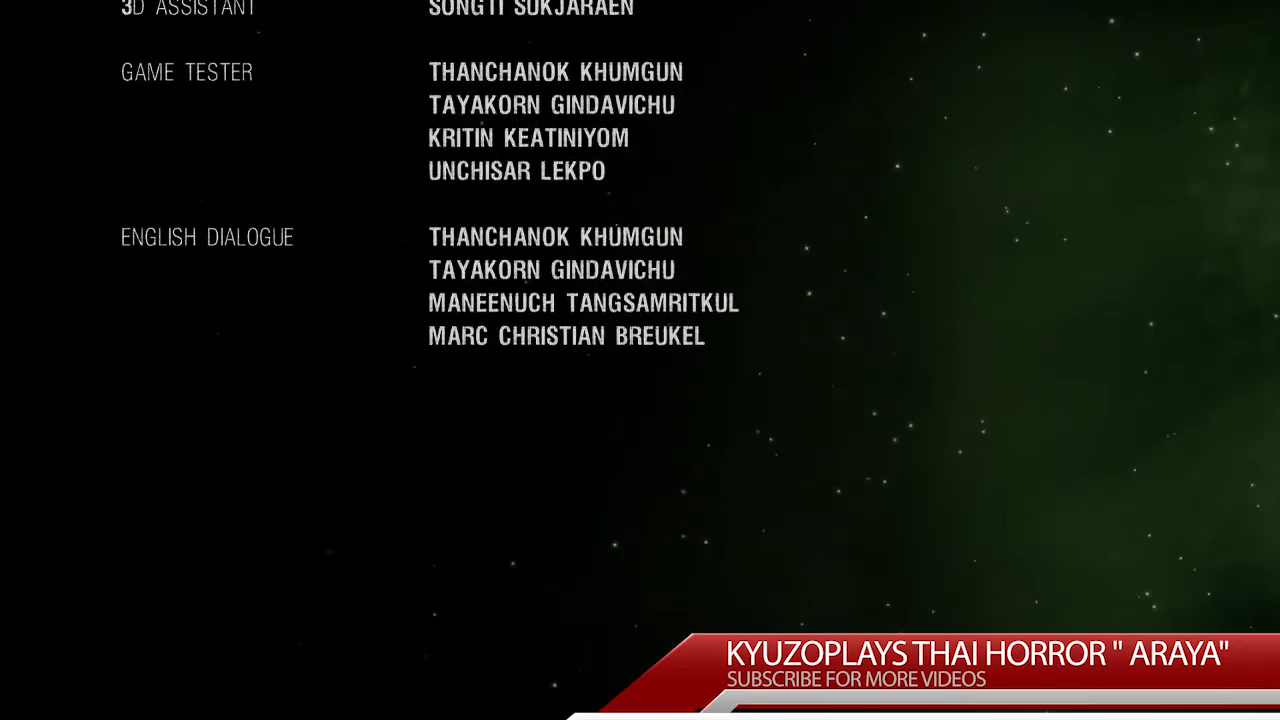 3D ASSISTANT SONGTI SUKJARAEN
GAME TESTER THANCHANOK KHUMGUN
TAYAKORN GINDAVICHU
KRITIN KEATINIYOM
UNCHISAR LEKPO
ENGLISH DIALOGUE THANCHANOK KHUMGUN
TAYAKORN GINDAVICHU
MANEENUCH TANGSAMRITKUL
MARC CHRISTIAN BREUKEL
KYUZOPLAYS THAI HORROR " ARAYA"
SUBSCRIBE FOR MORE VIDEOS